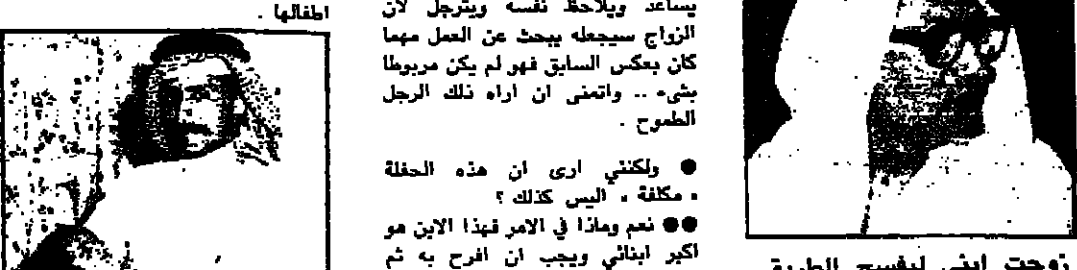 زوجت ابني ليفسح الطريق
يساعد ويلاحظ نفسه ويترجل لان
الزواج سيجعله يبحث عن العمل مهما
كان بعكس السابق فهو لم يكن مربوطا
بشىء .. واتمنى ان اراه ذلك الرجل
الطموح .
● ولكنني ارى ان هذه الحفلة
« مكلفة » اليس كذلك ؟
●● نعم وماذا في الامر فهذا الابن هو
اكبر ابنائي ويجب ان افرح به ثم
اطفالها .